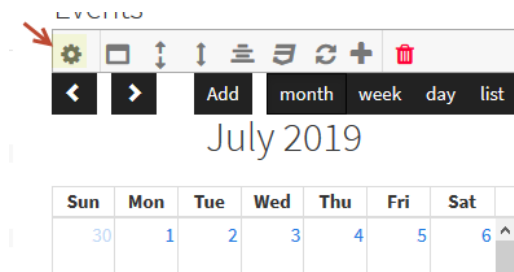 Events
Add month week day list
July 2019
Sun Mon Tue Wed Thu Fri Sat
30 1 2 3 4 5 6